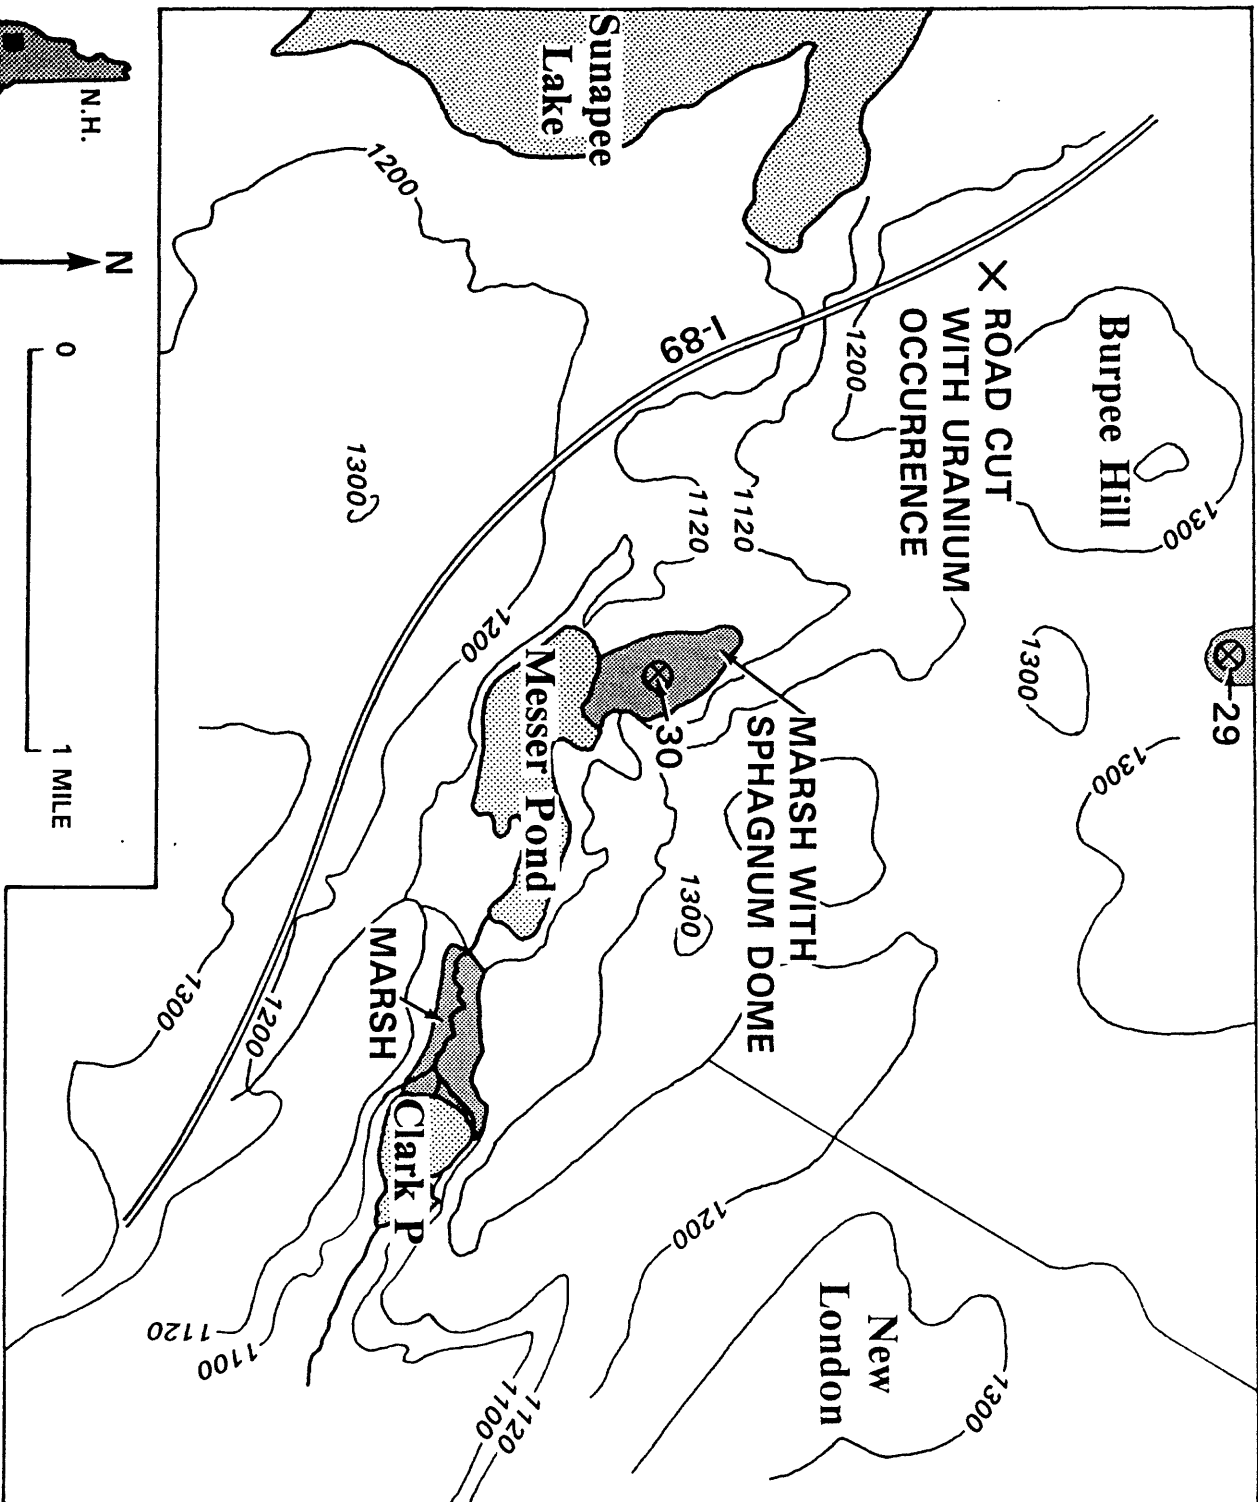 Sunapee
Lake
N.H.
N
0
1 MILE
1200
I-89
ROAD CUT
WITH URANIUM
OCCURRENCE
Burpee Hill
1300
1200
1300
1120
1120
1200
1300
29
1300
30
Messer Pond
MARSH WITH
SPHAGNUM DOME
1300
MARSH
1300
1200
Clark P
1200
New
London
1300
1120
1100
1120
1100